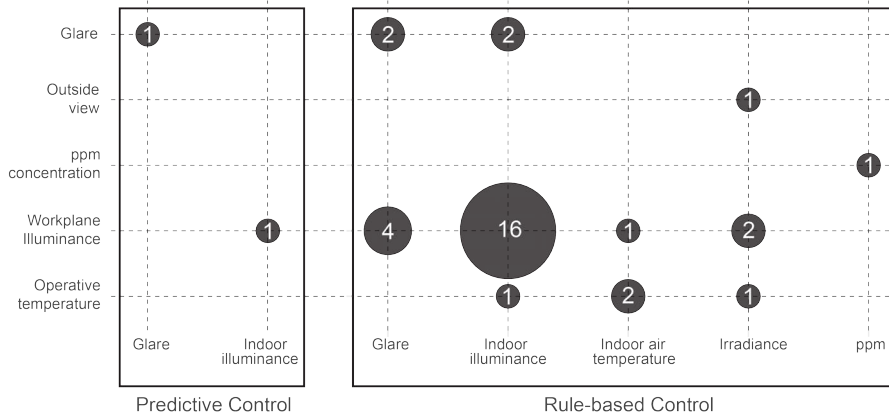 Glare
1
2
2
Outside
view
1
ppm
concentration
1
Workplane
Illuminance
1
4
16
1
2
Operative
temperature
1
2
1
Glare
Indoor
illuminance
Glare
Indoor
illuminance
Indoor air
temperature
Irradiance
ppm
Predictive Control
Rule-based Control